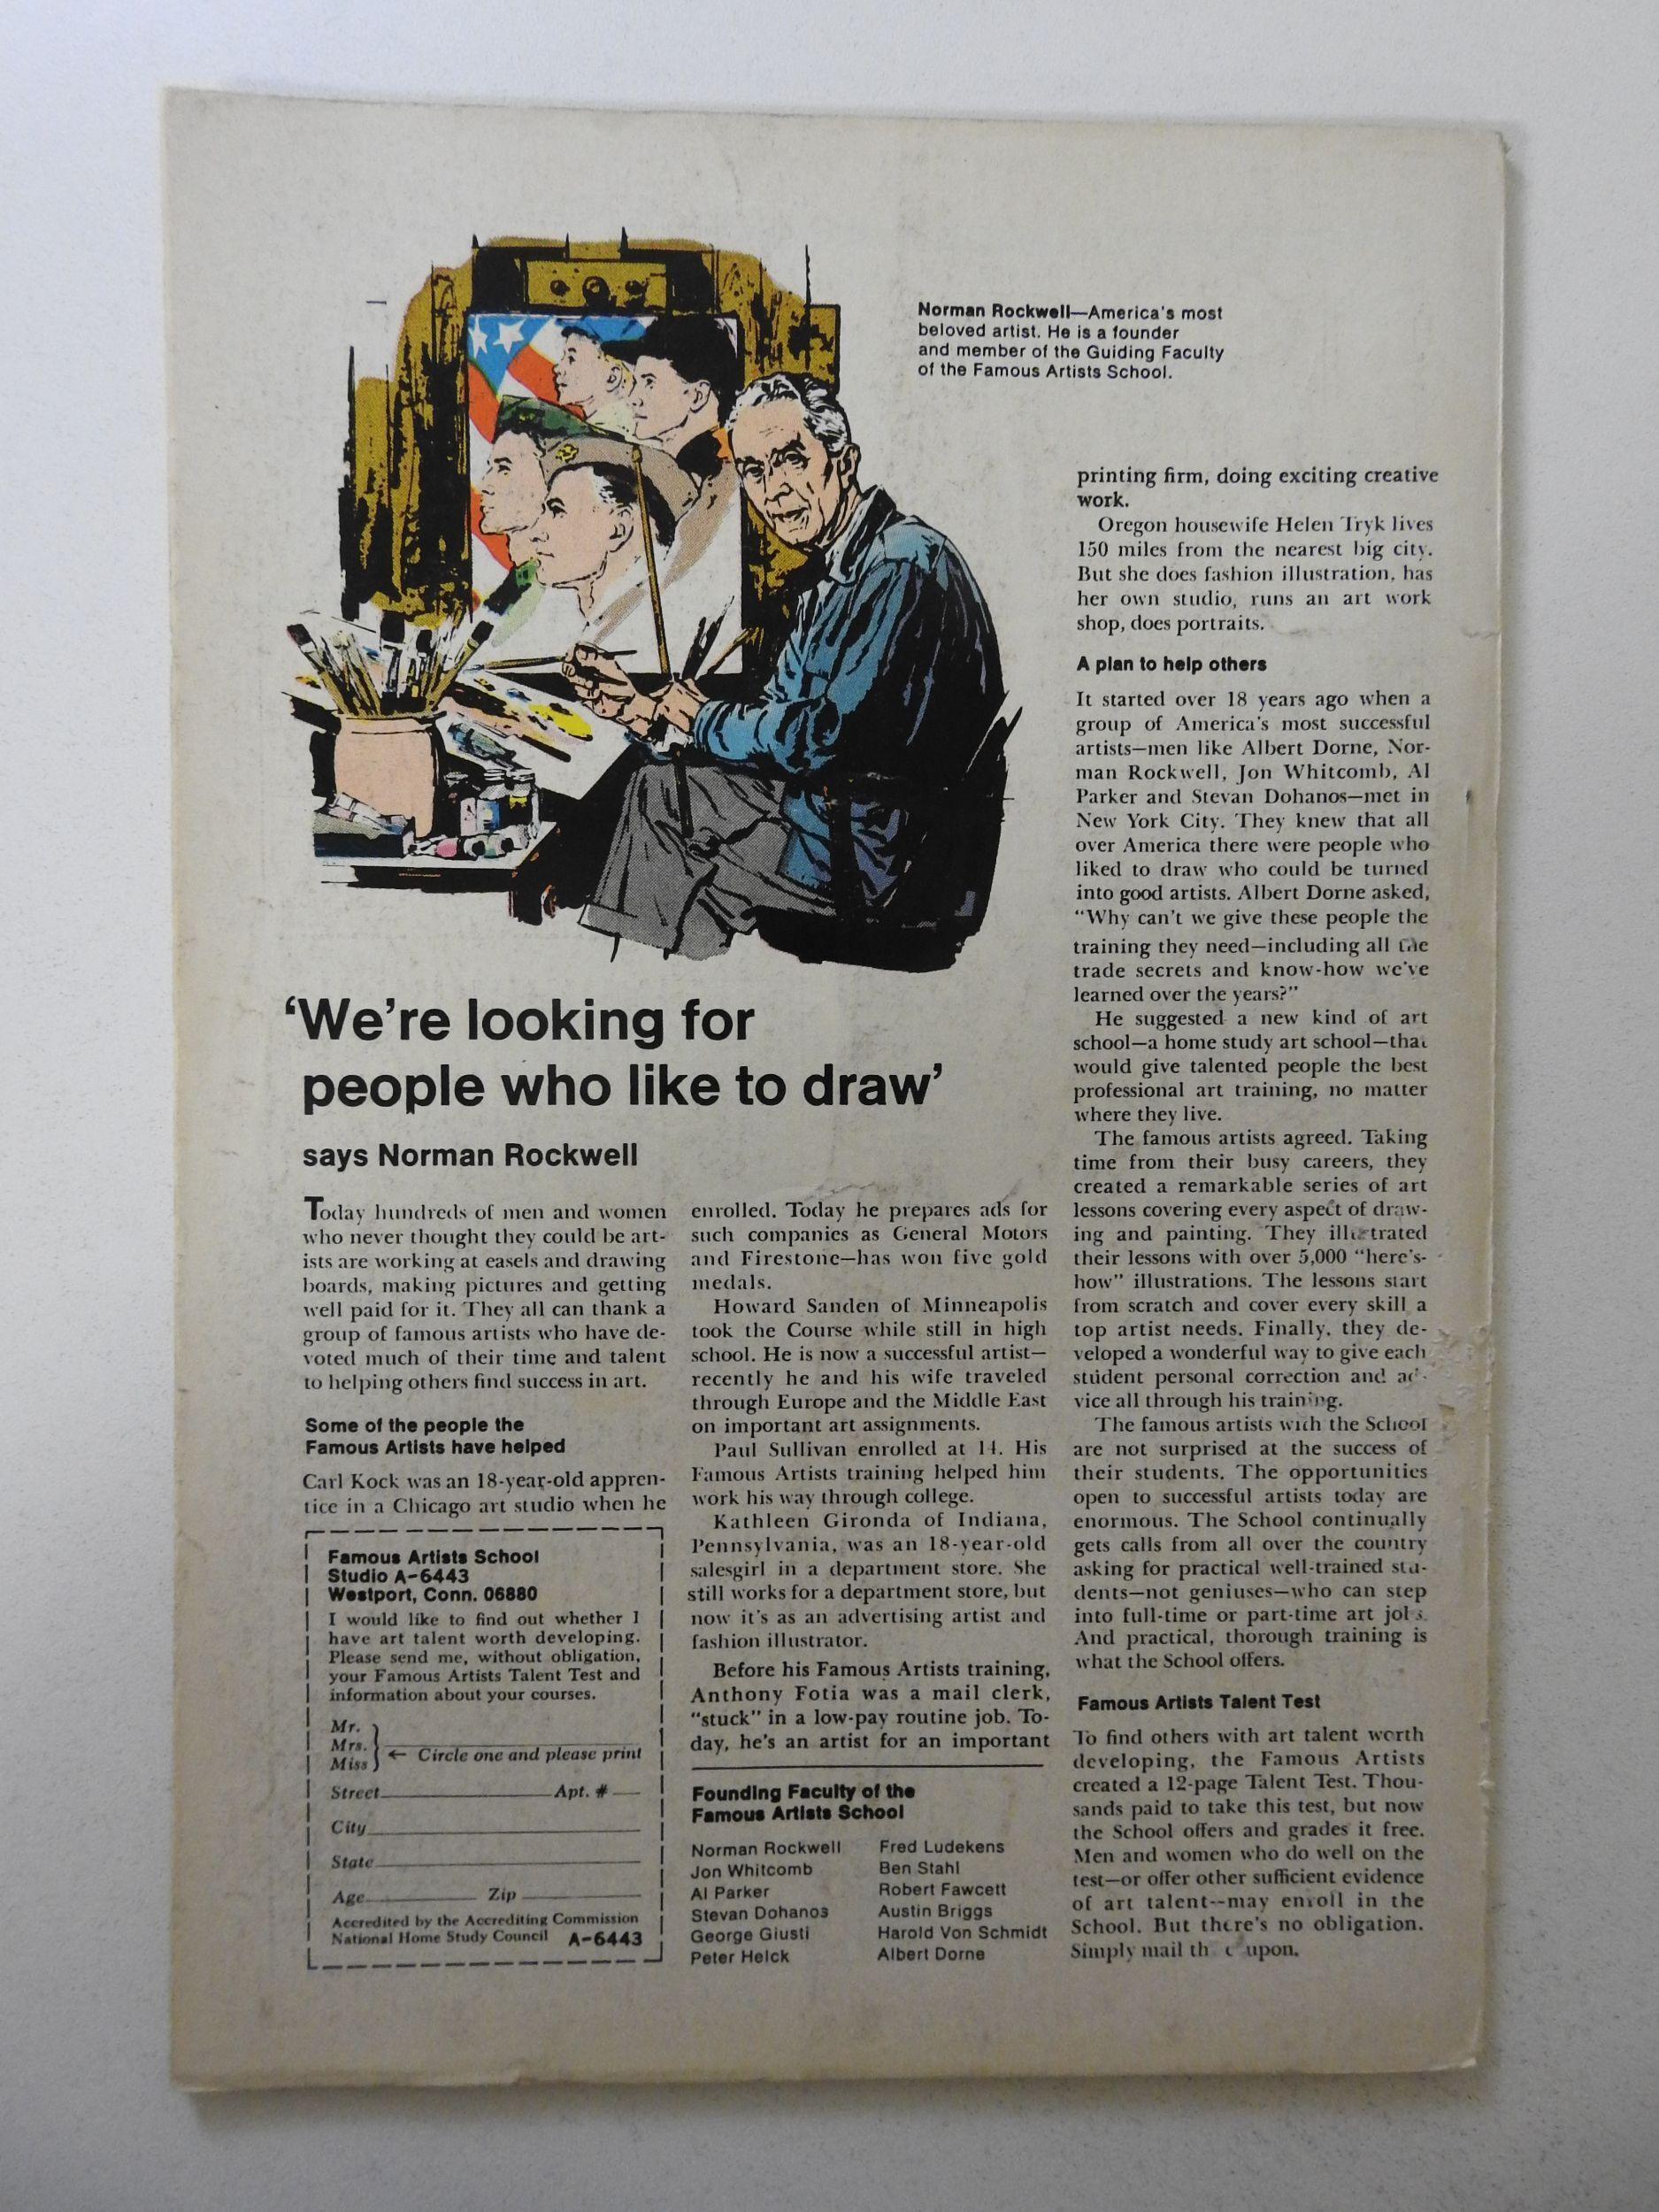 Norman Rockwell—America's most
beloved artist. He is a founder
and member of the Guiding Faculty
of the Famous Artists School.
'We're looking for
people who like to draw'
says Norman Rockwell
Today hundreds of men and women
who never thought they could be art-
ists are working at easels and drawing
boards, making pictures and getting
well paid for it. They all can thank a
group of famous artists who have de-
voted much of their time and talent
to helping others find success in art.
Some of the people the
Famous Artists have helped
Carl Kock was an 18-year-old appren-
tice in a Chicago art studio when he
enrolled. Today he prepares ads for
such companies as General Motors
and Firestone—has won five gold
medals.
Howard Sanden of Minneapolis
took the Course while still in high
school. He is now a successful artist—
recently he and his wife traveled
through Europe and the Middle East
on important art assignments.
Paul Sullivan enrolled at 14. His
Famous Artists training helped him
work his way through college.
Kathleen Gironda of Indiana,
Pennsylvania, was an 18-year-old
salesgirl in a department store. She
still works for a department store, but
now it's as an advertising artist and
fashion illustrator.
Before his Famous Artists training,
Anthony Fotia was a mail clerk,
"stuck" in a low-pay routine job. To-
day, he's an artist for an important
printing firm, doing exciting creative
work.
Oregon housewife Helen Tryk lives
150 miles from the nearest big city.
But she does fashion illustration, has
her own studio, runs an art work
shop, does portraits.
A plan to help others
It started over 18 years ago when a
group of America's most successful
artists—men like Albert Dorne, Nor-
man Rockwell, Jon Whitcomb, Al
Parker and Stevan Dohanos—met in
New York City. They knew that all
over America there were people who
liked to draw who could be turned
into good artists. Albert Dorne asked,
"Why can't we give these people the
training they need—including all the
trade secrets and know-how we've
learned over the years?"
He suggested a new kind of art
school—a home study art school—that
would give talented people the best
professional art training, no matter
where they live.
The famous artists agreed. Taking
time from their busy careers, they
created a remarkable series of art
lessons covering every aspect of draw-
ing and painting. They illustrated
their lessons with over 5,000 "here's-
how" illustrations. The lessons start
from scratch and cover every skill a
top artist needs. Finally, they de-
veloped a wonderful way to give each
student personal correction and ad-
vice all through his training.
The famous artists with the School
are not surprised at the success of
their students. The opportunities
open to successful artists today are
enormous. The School continually
gets calls from all over the country
asking for practical well-trained stu-
dents—not geniuses—who can step
into full-time or part-time art jobs.
And practical, thorough training is
what the School offers.
Famous Artists Talent Test
To find others with art talent worth
developing, the Famous Artists
created a 12-page Talent Test. Thou-
sands paid to take this test, but now
the School offers and grades it free.
Men and women who do well on the
test—or offer other sufficient evidence
of art talent--may enroll in the
School. But there's no obligation.
Simply mail the coupon.
Famous Artists School
Studio A-6443
Westport, Conn. 06880
I would like to find out whether I
have art talent worth developing.
Please send me, without obligation,
your Famous Artists Talent Test and
information about your courses.
Mr.
Mrs.
Miss
← Circle one and please print
Street Apt. #
City
State
Age Zip
Accredited by the Accrediting Commission
National Home Study Council A-6443
Founding Faculty of the
Famous Artists School
Norman Rockwell
Jon Whitcomb
Al Parker
Stevan Dohanos
George Giusti
Peter Helck
Fred Ludekens
Ben Stahl
Robert Fawcett
Austin Briggs
Harold Von Schmidt
Albert Dorne